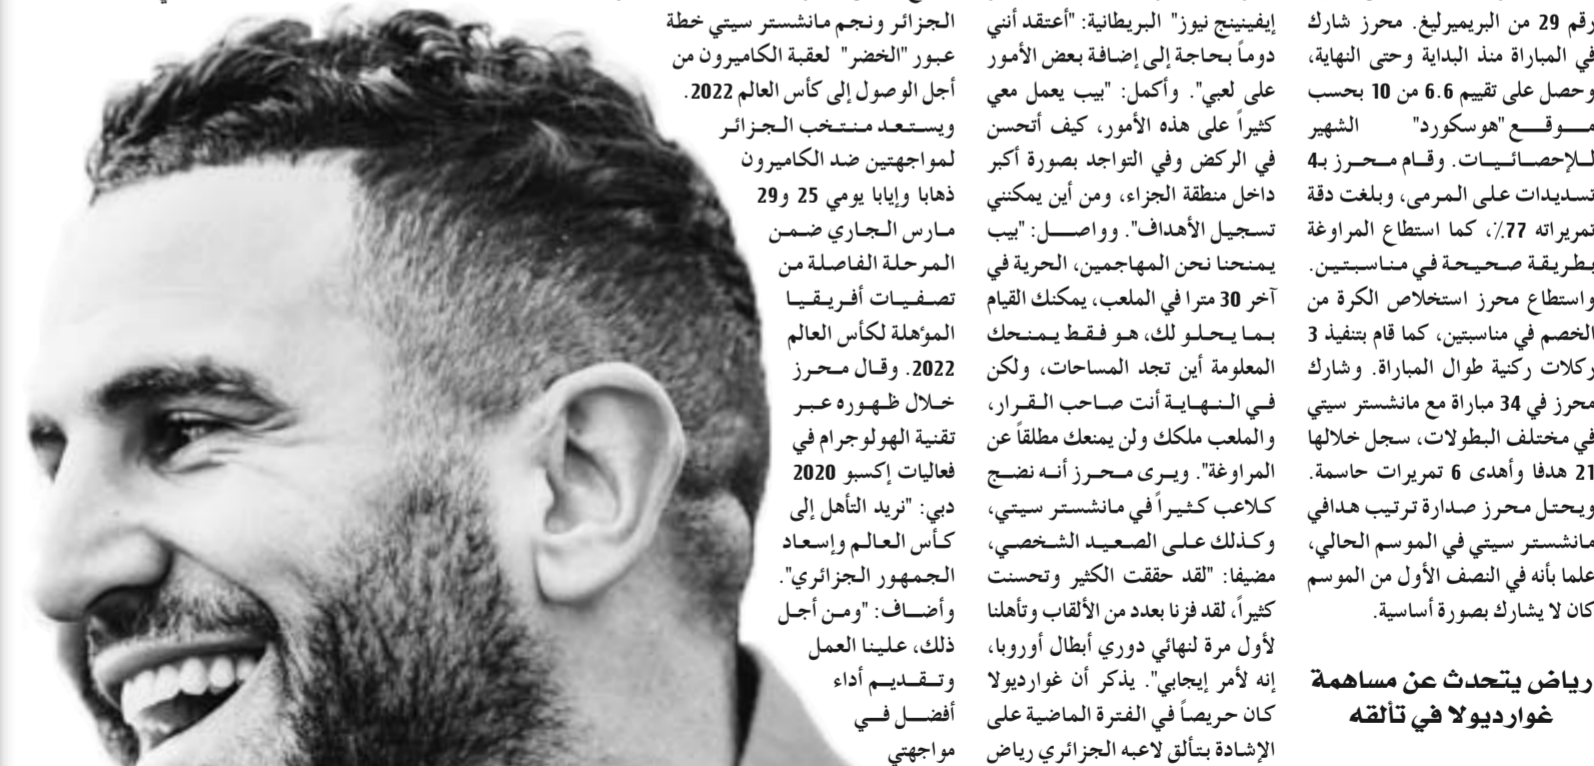 رقم 29 من البريميرليغ. محرز شارك
في المباراة منذ البداية وحتى النهاية،
وحصل على تقييم 6.6 من 10 بحسب
موقع "هوسكورد" الشهير
للإحصائيات. وقام محرز بـ4
تسديدات على المرمى، وبلغت دقة
تمريراته 77٪، كما استطاع المراوغة
بطريقة صحيحة في مناسبتين.
واستطاع محرز استخلاص الكرة من
الخصم في مناسبتين، كما قام بتنفيذ 3
ركلات ركنية طوال المباراة. وشارك
محرز في 34 مباراة مع مانشستر سيتي
في مختلف البطولات، سجل خلالها
21 هدفا وأهدى 6 تمريرات حاسمة.
ويحتل محرز صدارة ترتيب هدافي
مانشستر سيتي في الموسم الحالي،
علما بأنه في النصف الأول من الموسم
كان لا يشارك بصورة أساسية.
رياض يتحدث عن مساهمة
غوارديولا في تألقه
إيفينينج نيوز" البريطانية: "أعتقد أنني
دوماً بحاجة إلى إضافة بعض الأمور
على لعبي". وأكمل: "بيب يعمل معي
كثيراً على هذه الأمور، كيف أتحسن
في الركض وفي التواجد بصورة أكبر
داخل منطقة الجزاء، ومن أين يمكنني
تسجيل الأهداف". وواصل: "بيب
يمنحنا نحن المهاجمين، الحرية في
آخر 30 مترا في الملعب، يمكنك القيام
بما يحلو لك، هو فقط يمنحك
المعلومة أين تجد المساحات، ولكن
في النهاية أنت صاحب القرار،
والملعب ملكك ولن يمنعك مطلقاً عن
المراوغة". ويرى محرز أنه نضج
كلاعب كثيراً في مانشستر سيتي،
وكذلك على الصعيد الشخصي،
مضيفا: "لقد حققت الكثير وتحسنت
كثيراً، لقد فزنا بعدد من الألقاب وتأهلنا
لأول مرة لنهائي دوري أبطال أوروبا،
إنه لأمر إيجابي". يذكر أن غوارديولا
كان حريصاً في الفترة الماضية على
الإشادة بتألق لاعبه الجزائري رياض
الجزائر ونجم مانشستر سيتي خطة
عبور "الخضر" لعقبة الكاميرون من
أجل الوصول إلى كأس العالم 2022.
ويستعد منتخب الجزائر
لمواجهتين ضد الكاميرون
ذهابا وإيابا يومي 25 و29
مارس الجاري ضمن
المرحلة الفاصلة من
تصفيات أفريقيا
المؤهلة لكأس العالم
2022. وقال محرز
خلال ظهوره عبر
تقنية الهولوجرام في
فعاليات إكسبو 2020
دبي: "نريد التأهل إلى
كأس العالم وإسعاد
الجمهور الجزائري".
وأضاف: "ومن أجل
ذلك، علينا العمل
وتقديم أداء
أفضل في
مواجهتي